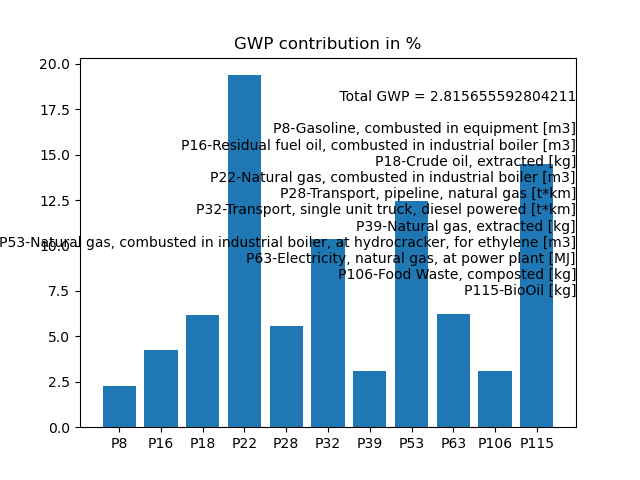 GWP contribution in %
20.0
Total GWP = 2.815655592804211
17.5
P8-Gasoline, combusted in equipment [m3]
P16-Residual fuel oil, combusted in industrial boiler [m3]
15.0
P18-Crude oil, extracted [kg]
P22-Natural gas, combusted in industrial boiler [m3]
P28-Transport, pipeline, natural gas [t*km]
12.5
P32-Transport, single unit truck, diesel powered [t*km]
P39-Natural gas, extracted [kg]
P53-Natural gas, combusted in industrial boiler, at hydrocracker, for ethylene [m3]
10.0
P63-Electricity, natural gas, at power plant [MJ]
P106-Food Waste, composted [kg]
P115-BioOil [kg]
7.5
5.0
2.5
0.0
P8 P16 P18 P22 P28 P32 P39 P53 P63 P106 P115